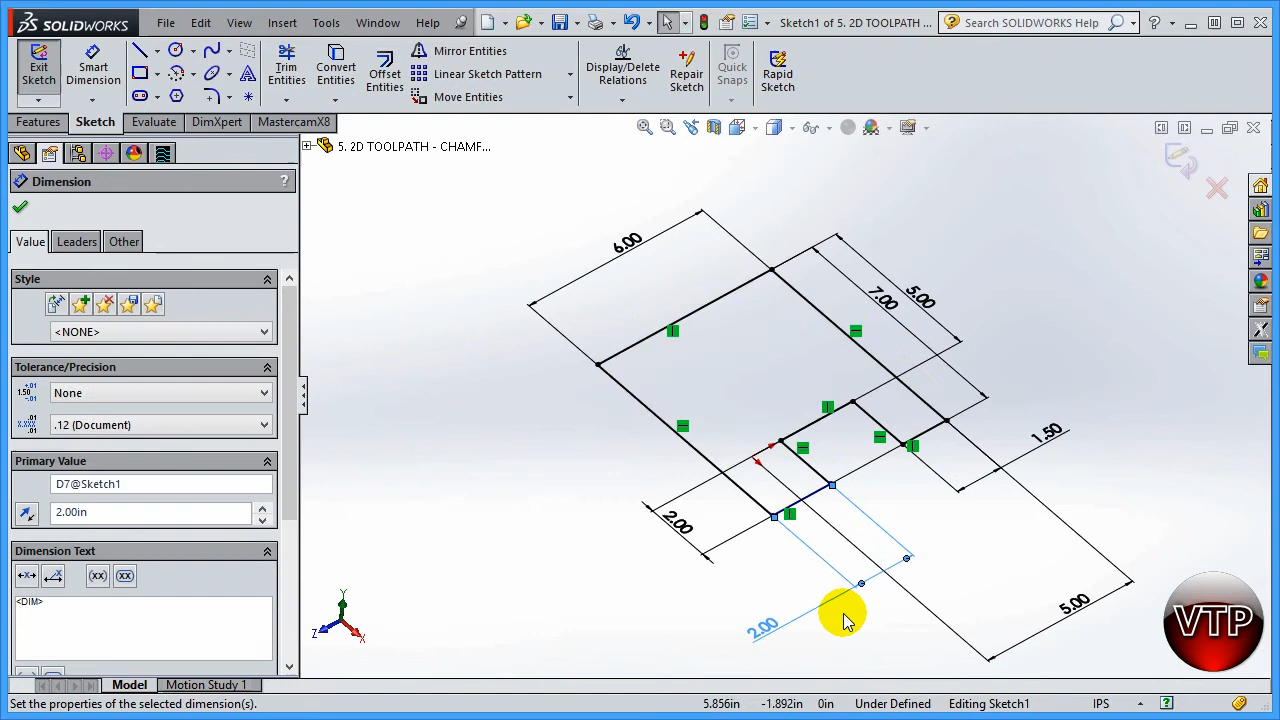 SOLIDWORKS
File Edit View Insert Tools Window Help
Sketch1 of 5. 2D TOOLPATH ...
Search SOLIDWORKS Help
Exit Sketch
Smart Dimension
Trim Entities
Convert Entities
Offset Entities
Mirror Entities
Linear Sketch Pattern
Move Entities
Display/Delete Relations
Repair Sketch
Quick Snaps
Rapid Sketch
Features Sketch Evaluate DimXpert MastercamX8
5. 2D TOOLPATH - CHAMF...
Dimension ?
Value Leaders Other
Style
<NONE>
Tolerance/Precision
None
.12 (Document)
Primary Value
D7@Sketch1
2.00in
Dimension Text
<DIM>
6.00
5.00
7.00
1.50
2.00
2.00
5.00
Y
Z
X
VTP
Model Motion Study 1
Set the properties of the selected dimension(s). 5.856in -1.892in 0in Under Defined Editing Sketch1 IPS